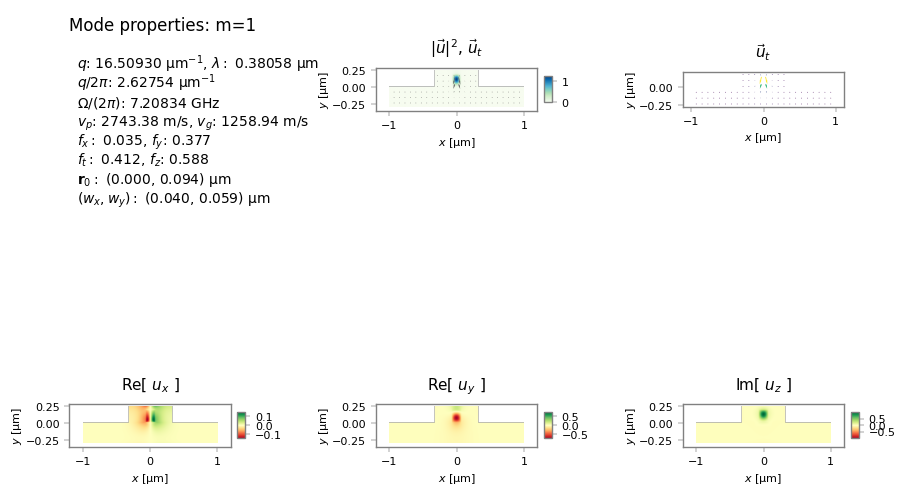 Mode properties: m=1
q: 16.50930 μm⁻¹, λ: 0.38058 μm
q/2π: 2.62754 μm⁻¹
Ω/(2π): 7.20834 GHz
v_p: 2743.38 m/s, v_g: 1258.94 m/s
f_x: 0.035, f_y: 0.377
f_t: 0.412, f_z: 0.588
r₀: (0.000, 0.094) μm
(w_x, w_y): (0.040, 0.059) μm
|u⃗|², u⃗_t
y [μm]
0.25
0.00
−0.25
1
0
−1 0 1
x [μm]
u⃗_t
y [μm]
0.00
−0.25
−1 0 1
x [μm]
Re[ u_x ]
y [μm]
0.25
0.00
−0.25
0.1
0.0
−0.1
−1 0 1
x [μm]
Re[ u_y ]
y [μm]
0.25
0.00
−0.25
0.5
0.0
−0.5
−1 0 1
x [μm]
Im[ u_z ]
y [μm]
0.25
0.00
−0.25
0.5
0.0
−0.5
−1 0 1
x [μm]